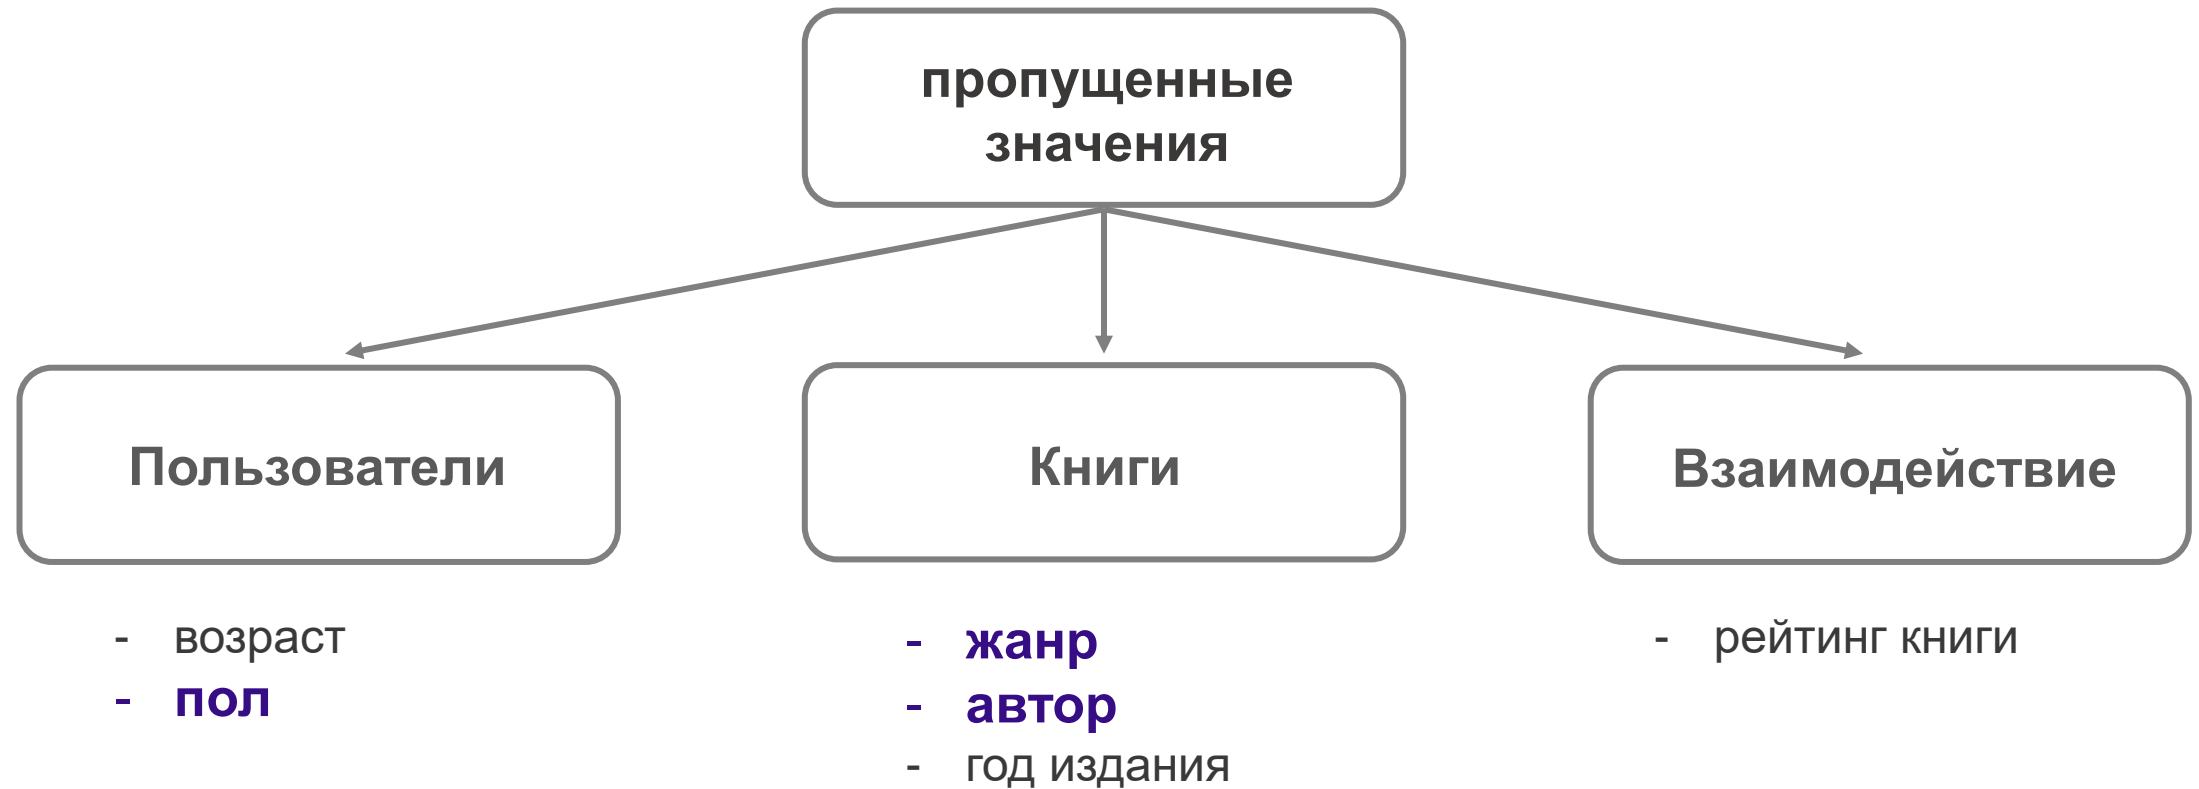 пропущенные
значения
Пользователи
Книги
Взаимодействие
- возраст
- пол
- жанр
- автор
- год издания
- рейтинг книги